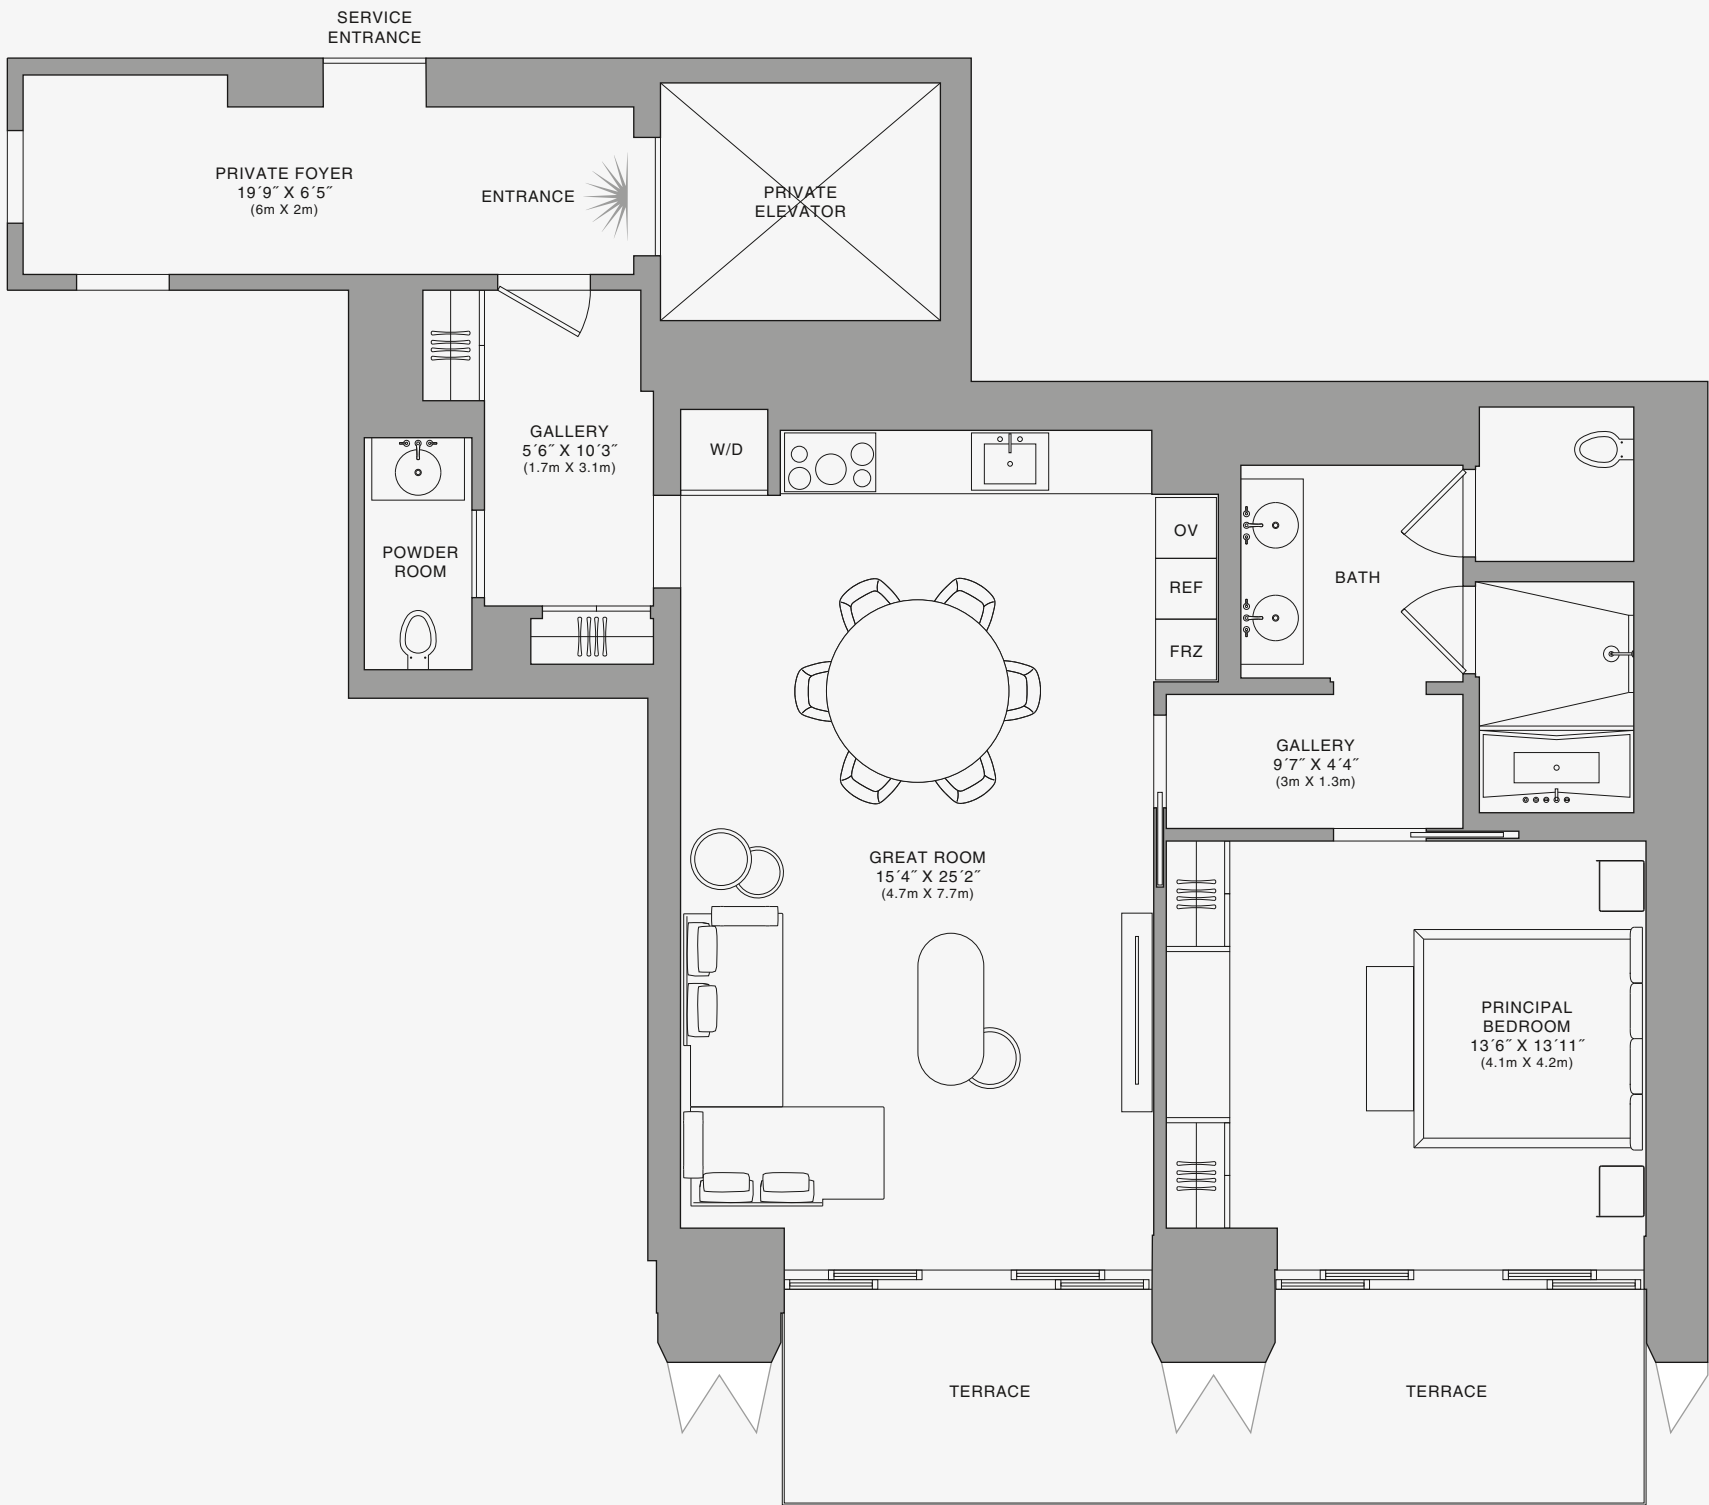 SERVICE
ENTRANCE
PRIVATE FOYER
19´9˝ X 6´5˝
(6m X 2m)
ENTRANCE
PRIVATE
ELEVATOR
GALLERY
5´6˝ X 10´3˝
(1.7m X 3.1m)
W/D
POWDER
ROOM
OV
REF
FRZ
BATH
GALLERY
9´7˝ X 4´4˝
(3m X 1.3m)
GREAT ROOM
15´4˝ X 25´2˝
(4.7m X 7.7m)
PRINCIPAL
BEDROOM
13´6˝ X 13´11˝
(4.1m X 4.2m)
TERRACE
TERRACE